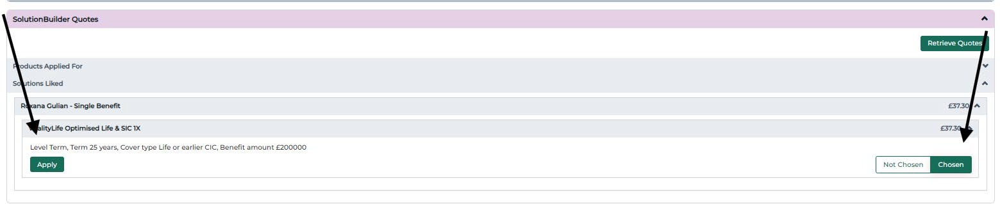 SolutionBuilder Quotes
Retrieve Quotes
Products Applied For
Solutions Liked
Roxana Gulian - Single Benefit £37.30
VitalityLife Optimised Life & SIC 1X £37.30
Level Term, Term 25 years, Cover type Life or earlier CIC, Benefit amount £200000
Apply Not Chosen Chosen